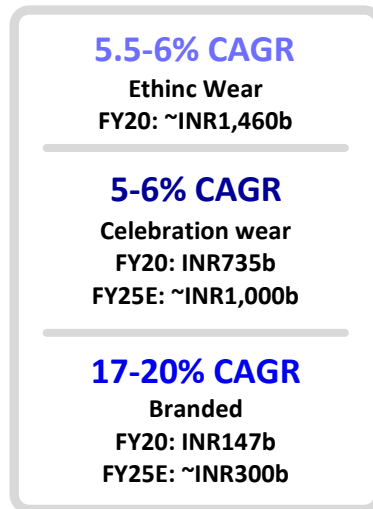 5.5-6% CAGR
Ethinc Wear
FY20: ~INR1,460b
5-6% CAGR
Celebration wear
FY20: INR735b
FY25E: ~INR1,000b
17-20% CAGR
Branded
FY20: INR147b
FY25E: ~INR300b